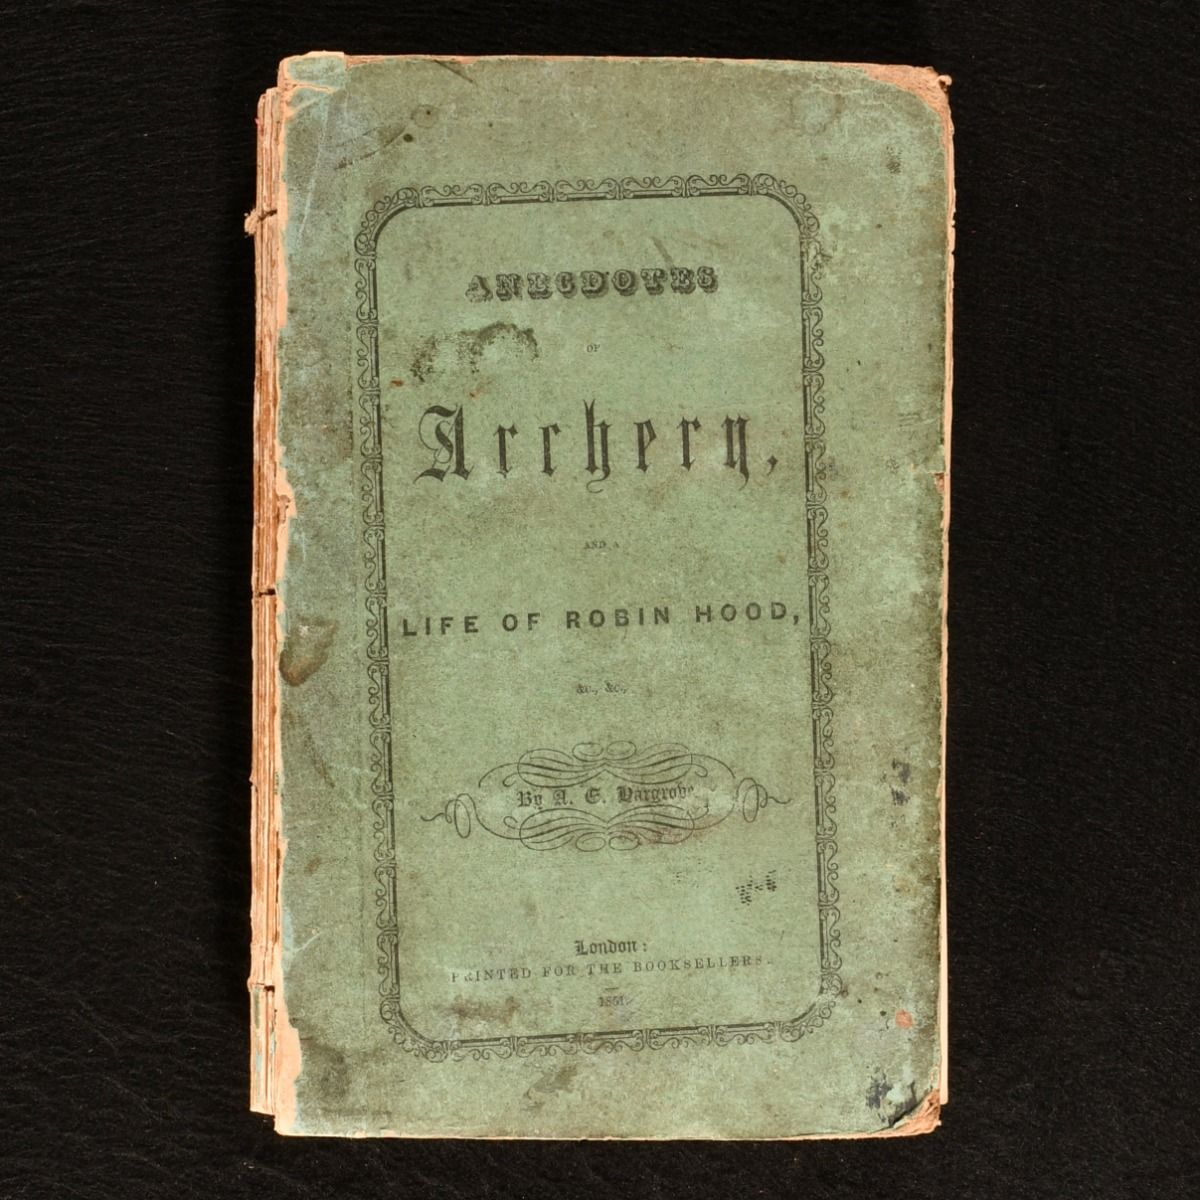 ANECDOTES
OF
Archery,
AND A
LIFE OF ROBIN HOOD,
&c., &c.,
By A. E. Hargrove,
London:
PRINTED FOR THE BOOKSELLERS.